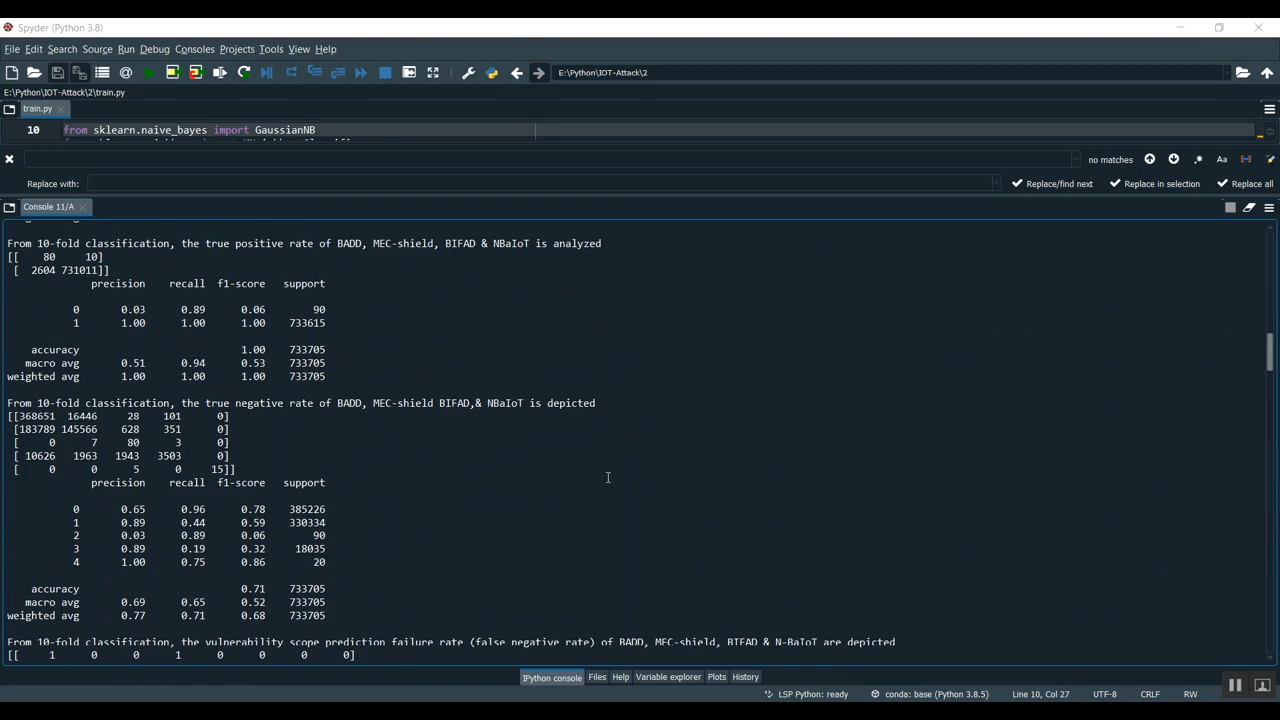 Spyder (Python 3.8)
File Edit Search Source Run Debug Consoles Projects Tools View Help
E:\Python\IOT-Attack\2
E:\Python\IOT-Attack\2\train.py
train.py
10 from sklearn.naive_bayes import GaussianNB
no matches Aa
Replace with: Replace/find next Replace in selection Replace all
Console 11/A
From 10-fold classification, the true positive rate of BADD, MEC-shield, BIFAD & NBaIoT is analyzed
[[ 80 10]
[ 2604 731011]]
precision recall f1-score support
0 0.03 0.89 0.06 90
1 1.00 1.00 1.00 733615
accuracy 1.00 733705
macro avg 0.51 0.94 0.53 733705
weighted avg 1.00 1.00 1.00 733705
From 10-fold classification, the true negative rate of BADD, MEC-shield BIFAD,& NBaIoT is depicted
[[368651 16446 28 101 0]
[183789 145566 628 351 0]
[ 0 7 80 3 0]
[ 10626 1963 1943 3503 0]
[ 0 0 5 0 15]]
precision recall f1-score support
0 0.65 0.96 0.78 385226
1 0.89 0.44 0.59 330334
2 0.03 0.89 0.06 90
3 0.89 0.19 0.32 18035
4 1.00 0.75 0.86 20
accuracy 0.71 733705
macro avg 0.69 0.65 0.52 733705
weighted avg 0.77 0.71 0.68 733705
From 10-fold classification, the vulnerability scope prediction failure rate (false negative rate) of BADD, MEC-shield, BIFAD & N-BaIoT are depicted
[[ 1 0 0 1 0 0 0 0]
IPython console Files Help Variable explorer Plots History
LSP Python: ready conda: base (Python 3.8.5) Line 10, Col 27 UTF-8 CRLF RW